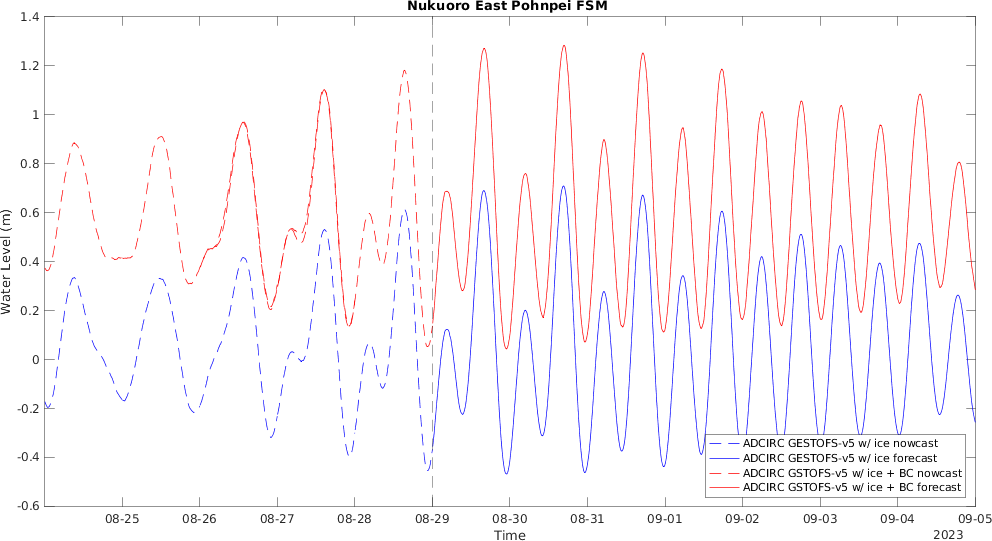 Nukuoro East Pohnpei FSM
Water Level (m)
1.4
1.2
1
0.8
0.6
0.4
0.2
0
-0.2
-0.4
-0.6
ADCIRC GESTOFS-v5 w/ ice nowcast
ADCIRC GESTOFS-v5 w/ ice forecast
ADCIRC GSTOFS-v5 w/ ice + BC nowcast
ADCIRC GSTOFS-v5 w/ ice + BC forecast
08-25 08-26 08-27 08-28 08-29 08-30 08-31 09-01 09-02 09-03 09-04 09-05
Time
2023